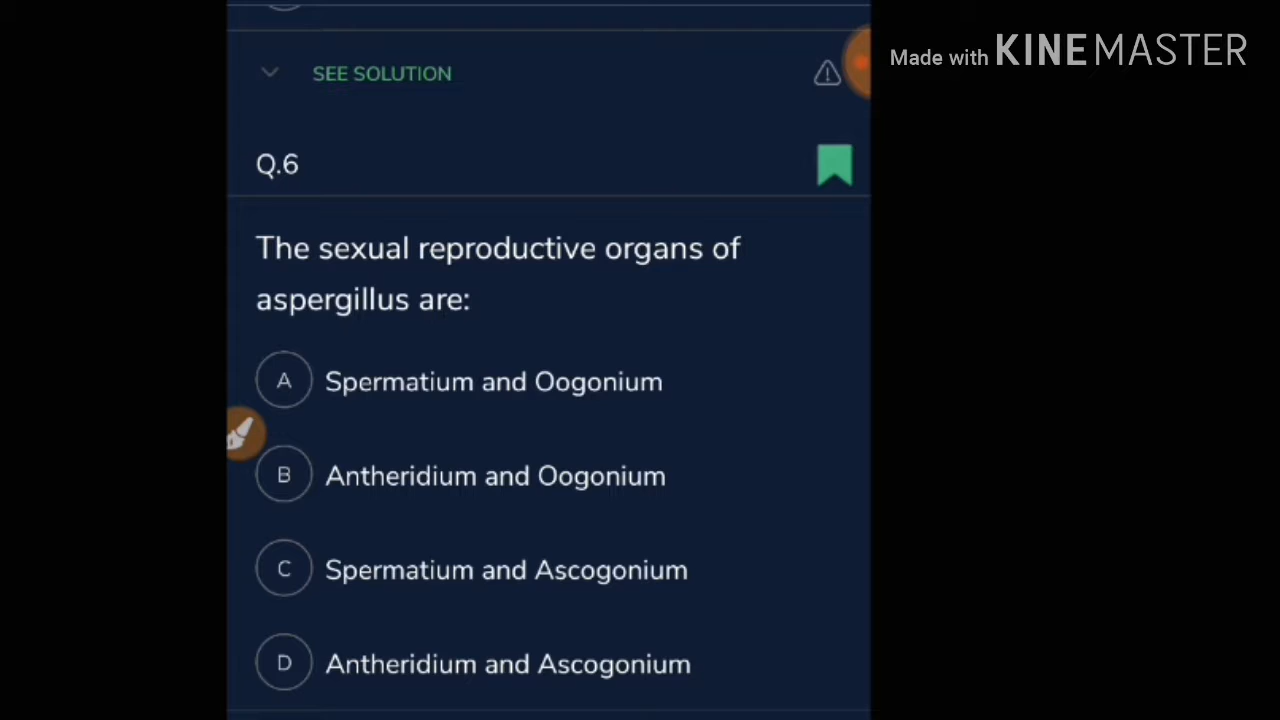 Made with KINEMASTER
SEE SOLUTION
Q.6
The sexual reproductive organs of
aspergillus are:
A Spermatium and Oogonium
B Antheridium and Oogonium
C Spermatium and Ascogonium
D Antheridium and Ascogonium